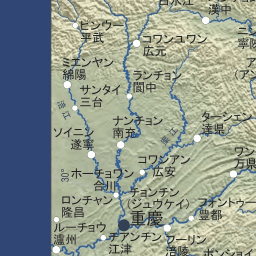 漢中
ピンウー
平武
コワンユワン
広元
ミエンヤン
綿陽
ランチョン
閬中
サンタイ
三台
涪江
ターシェン
達県
ナンチョン
南充
ソイニン
遂寧
ワン
万県
コワンアン
広安
30°
ホーチョワン
合川
ロンチャン
隆昌
チョンチン
(ジュウケイ)
重慶
フォントゥー
豊都
ルーチョウ
瀘州
チアンチン
江津
フーリン
涪陵